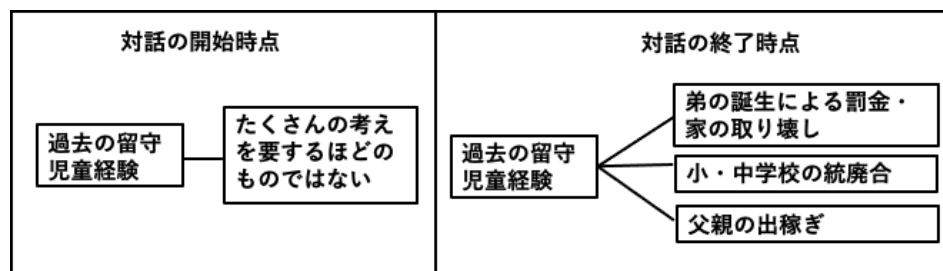 対話の開始時点
過去の留守
児童経験
たくさんの考え
を要するほどの
ものではない
対話の終了時点
過去の留守
児童経験
弟の誕生による罰金・
家の取り壊し
小・中学校の統廃合
父親の出稼ぎ